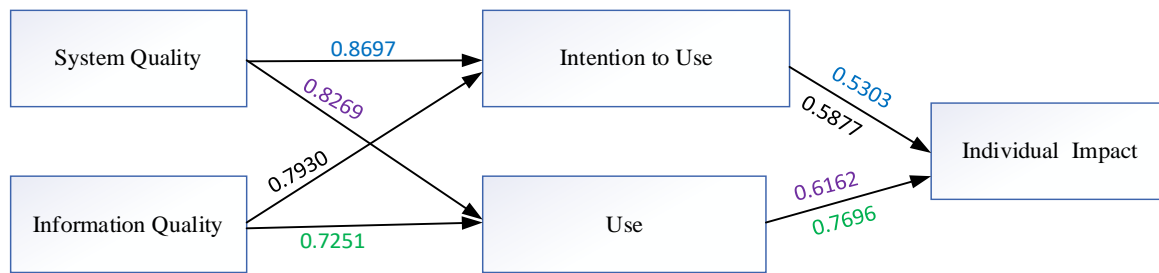 System Quality
0.8697
Intention to Use
0.8269
0.5303
0.5877
Individual Impact
0.7930
0.6162
Information Quality
0.7251
Use
0.7696